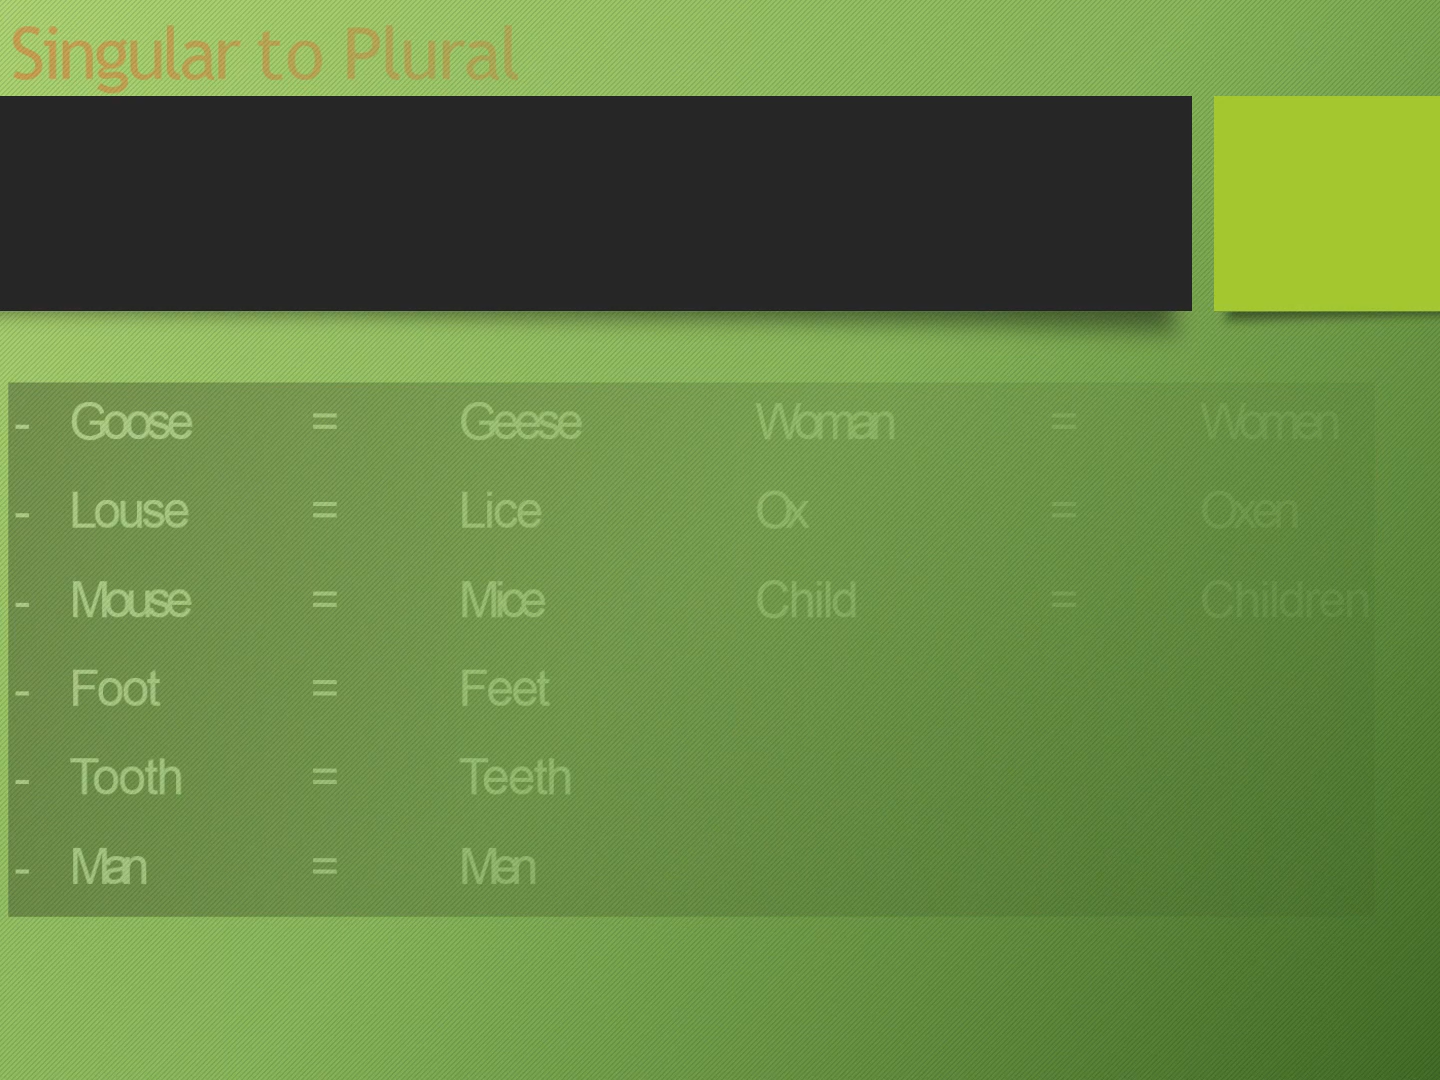 Singular to Plural
- Goose = Geese Woman = Women
- Louse = Lice Ox = Oxen
- Mouse = Mice Child = Children
- Foot = Feet
- Tooth = Teeth
- Man = Men